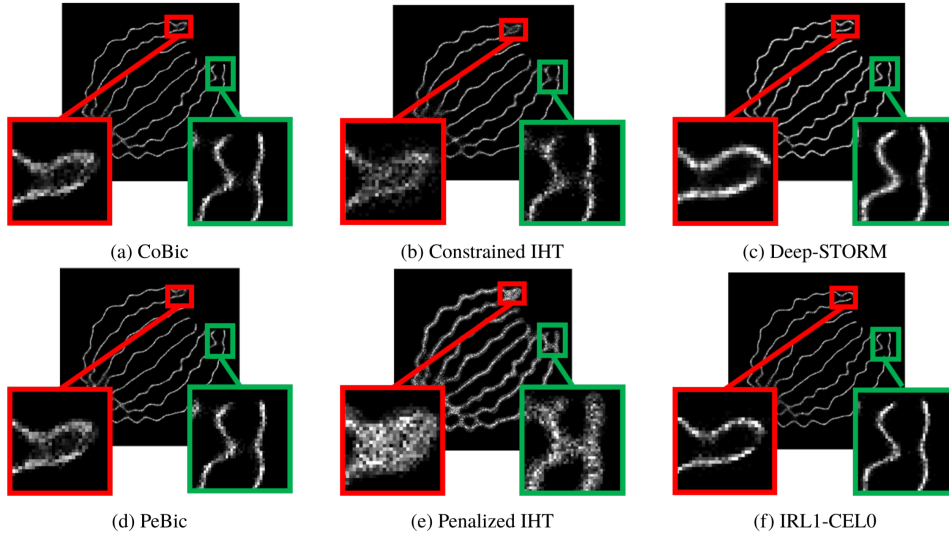 (a) CoBic
(b) Constrained IHT
(c) Deep-STORM
(d) PeBic
(e) Penalized IHT
(f) IRL1-CEL0